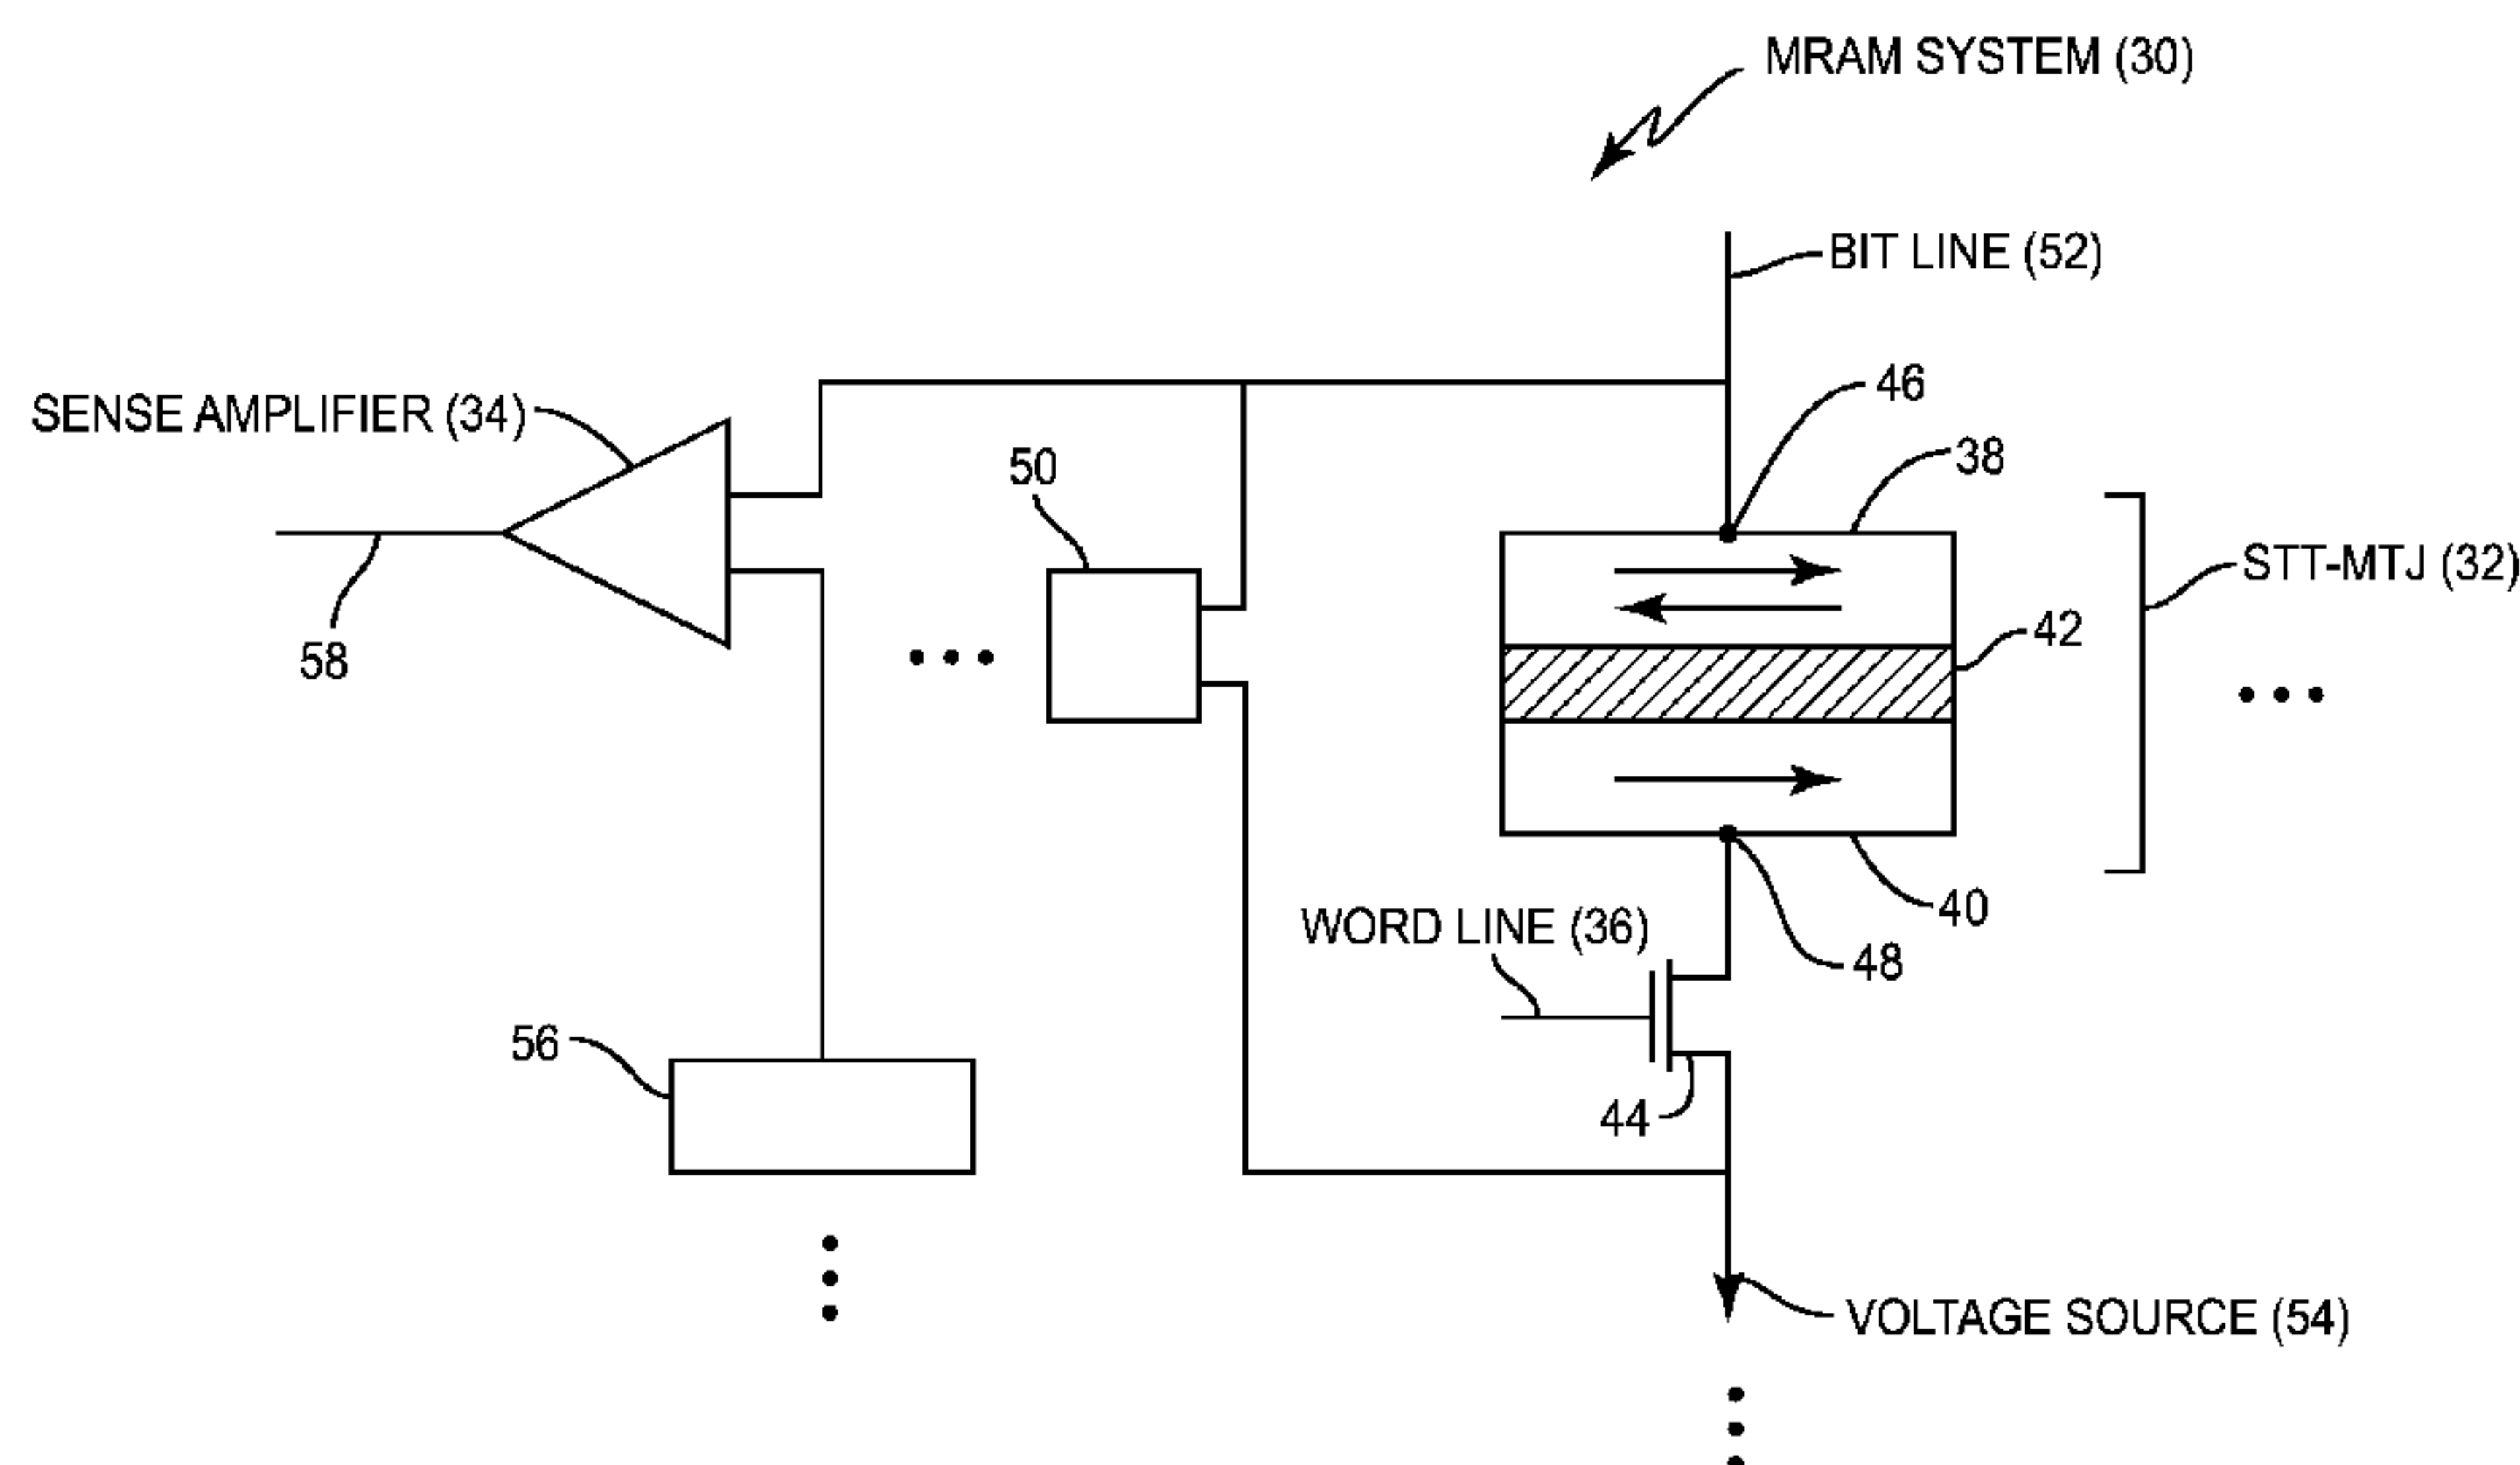 MRAM SYSTEM (30)
BIT LINE (52)
46
SENSE AMPLIFIER (34)
38
50
STT-MTJ (32)
42
58
40
WORD LINE (36)
48
56
44
VOLTAGE SOURCE (54)